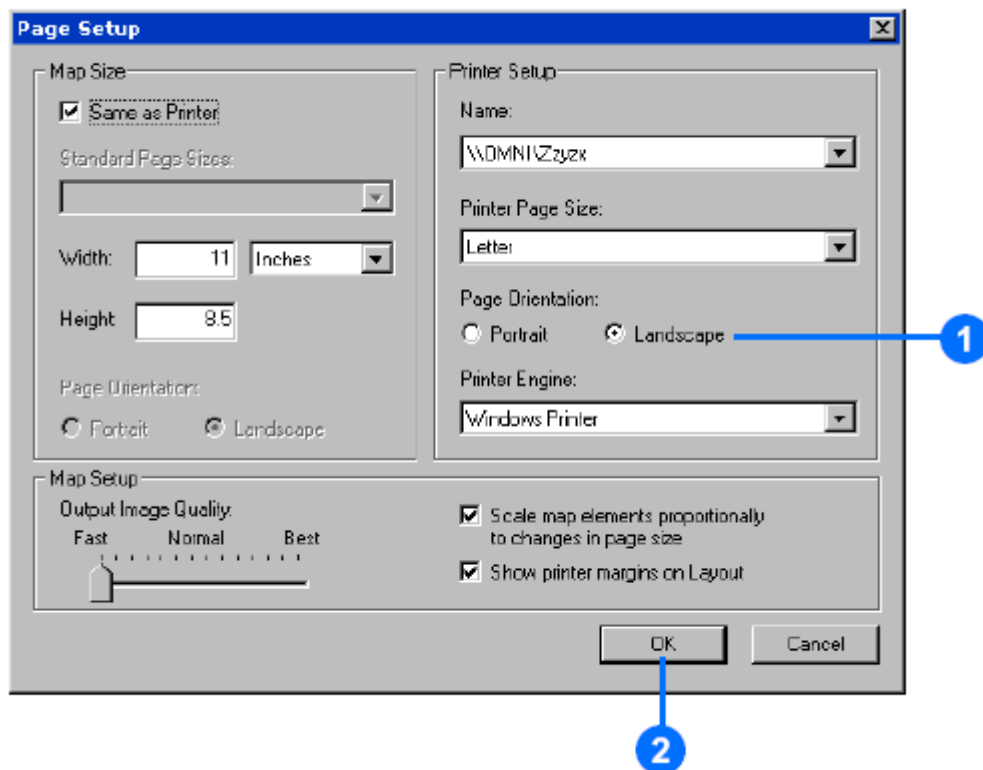 Page Setup
Map Size
Same as Printer
Standard Page Sizes:
Width: 11 Inches
Height 8.5
Page Orientation:
Portrait Landscape
Printer Setup
Name:
\\OMNI\Zzyzx
Printer Page Size:
Letter
Page Orientation:
Portrait Landscape
1
Printer Engine:
Windows Printer
Map Setup
Output Image Quality:
Fast Normal Best
Scale map elements proportionally
to changes in page size
Show printer margins on Layout
OK Cancel
2